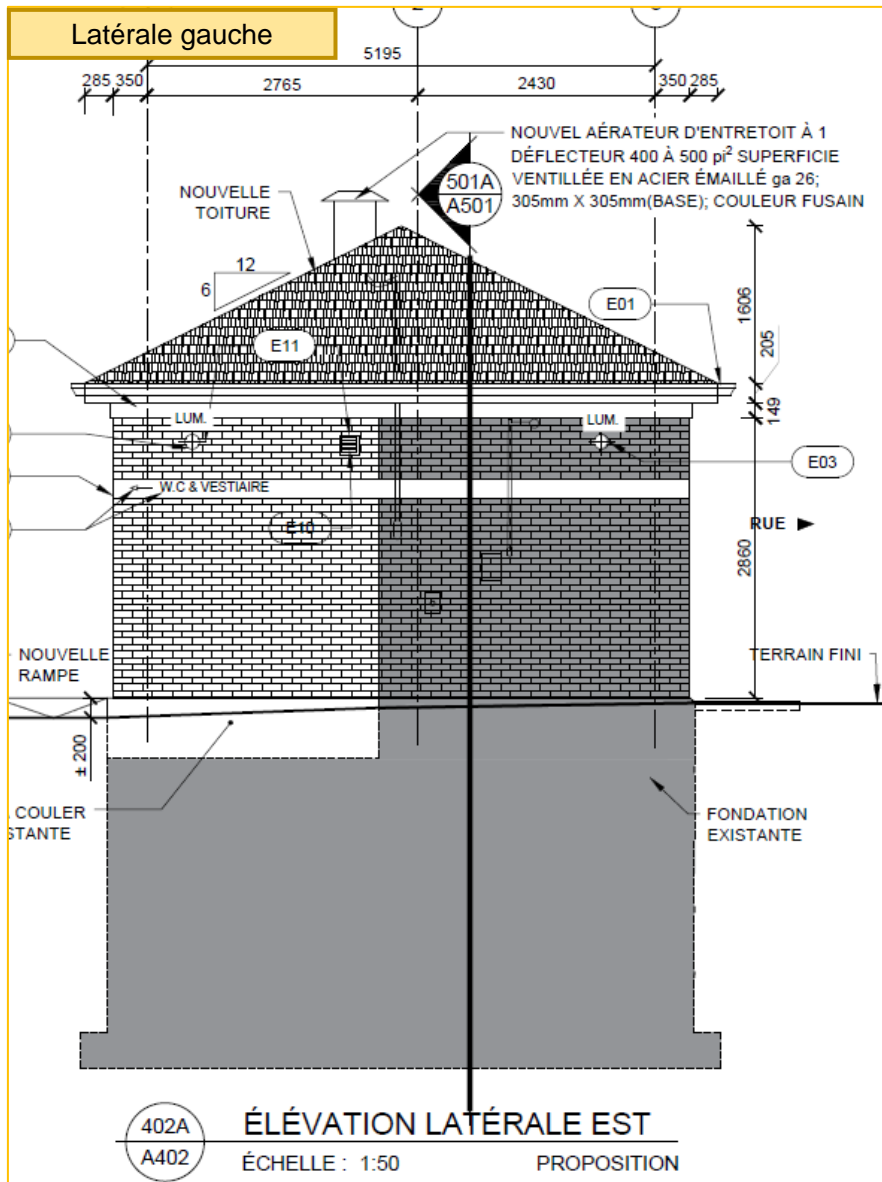 Latérale gauche
2
5195
285 350 2765 2430 350 285
NOUVEL AÉRATEUR D'ENTRETOIT À 1
DÉFLECTEUR 400 À 500 pi² SUPERFICIE
VENTILLÉE EN ACIER ÉMAILLÉ ga 26;
305mm X 305mm(BASE); COULEUR FUSAIN
501A
A501
NOUVELLE
TOITURE
12
6
E01
1606
205
E11
149
LUM.
LUM.
E03
W.C & VESTIAIRE
E10
RUE
2860
NOUVELLE
RAMPE
TERRAIN FINI
± 200
COULER
STANTE
FONDATION
EXISTANTE
402A
A402
ÉLÉVATION LATÉRALE EST
ÉCHELLE : 1:50 PROPOSITION